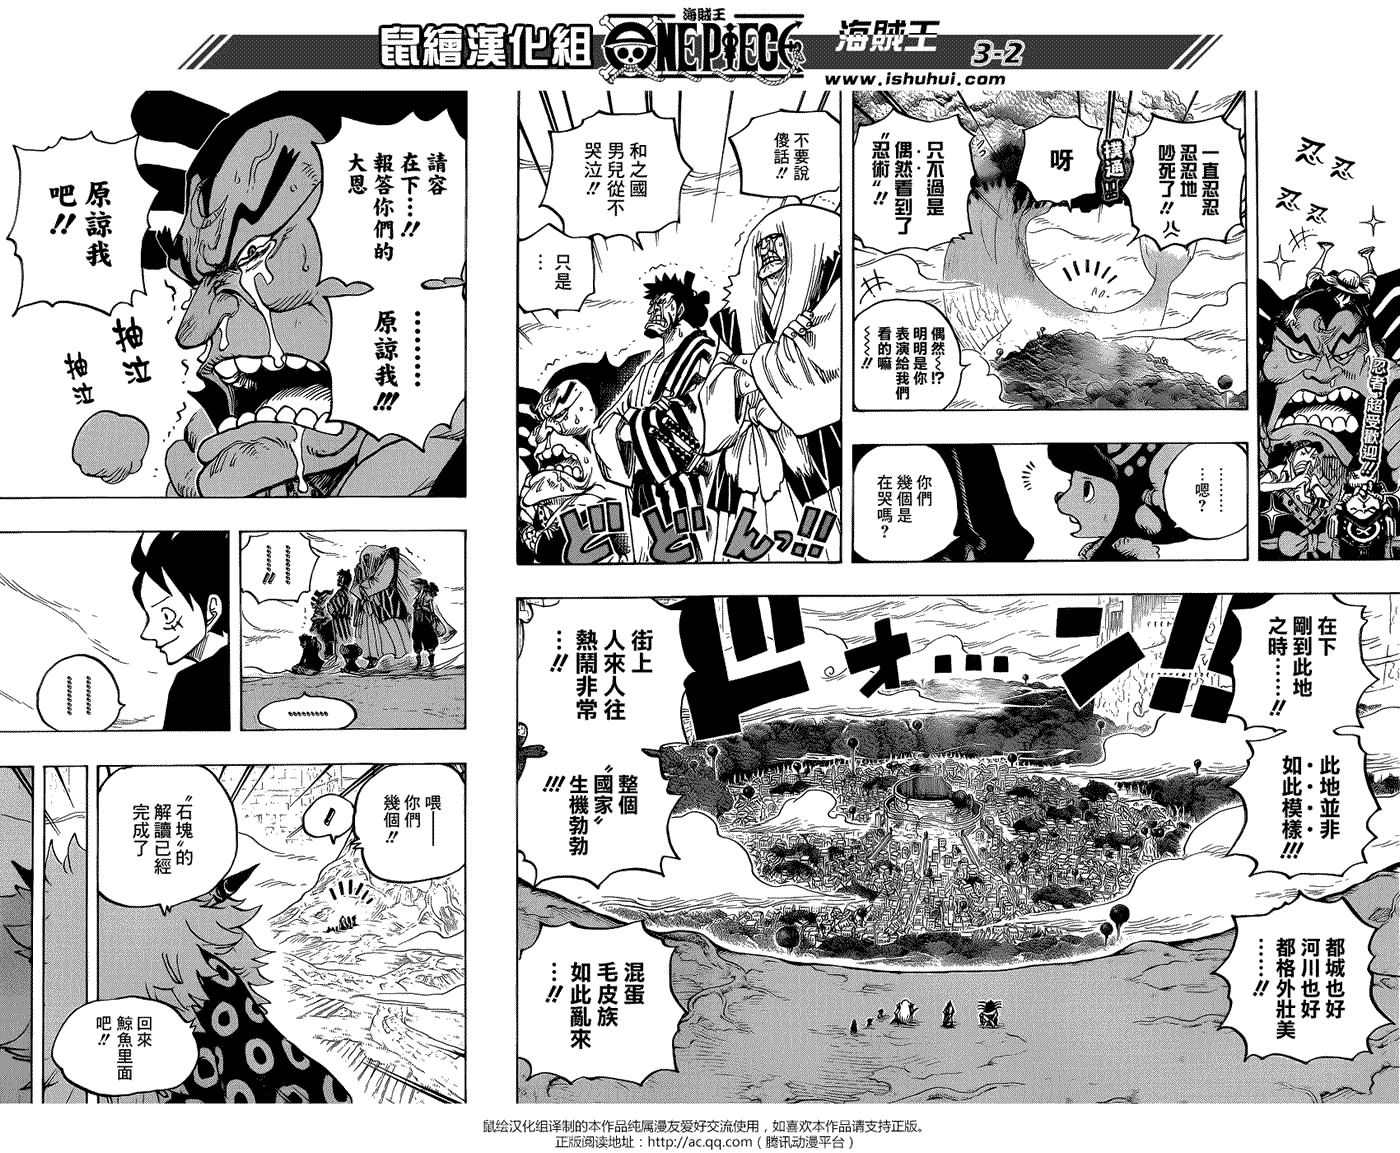 鼠繪漢化組
海賊王
ONE PIECE
海賊王
3-2
www.ishuhui.com
忍忍
忍忍
忍者，超受歡迎!!
一直忍忍
忍忍地
吵死了!!
撲通!!
呀
只不過是
偶然看到了
“忍術”!!
偶然～!?
明明是你
表演給我們
看的嘛
～～!!
……
……嗯?
你們
幾個是
在哭嗎?
不要說
傻話!!
和之國
男兒從不
哭泣!!
只是
…
どどんっ!!
在下
剛到此地
之時……!!
此地並非
如此模樣!!!
都城也好
河川也好
都格外壯美
……!!
ドォ…ン!!
街上
人來人往
熱鬧非常
…!!
整個
“國家”
生機勃勃
!!!
混蛋
毛皮族
如此亂來
…!!
請容
在下…!!
報答你們的
大恩
………
原諒我!!!
原諒我
吧!!
抽泣
抽泣
……!!
………
……
喂——
你們
幾個!!
!
“石塊”的
解讀已經
完成了
回來
鯨魚里面
吧!!
鼠绘汉化组译制的本作品纯属漫友爱好交流使用，如喜欢本作品请支持正版。
正版阅读地址：http://ac.qq.com（腾讯动漫平台）